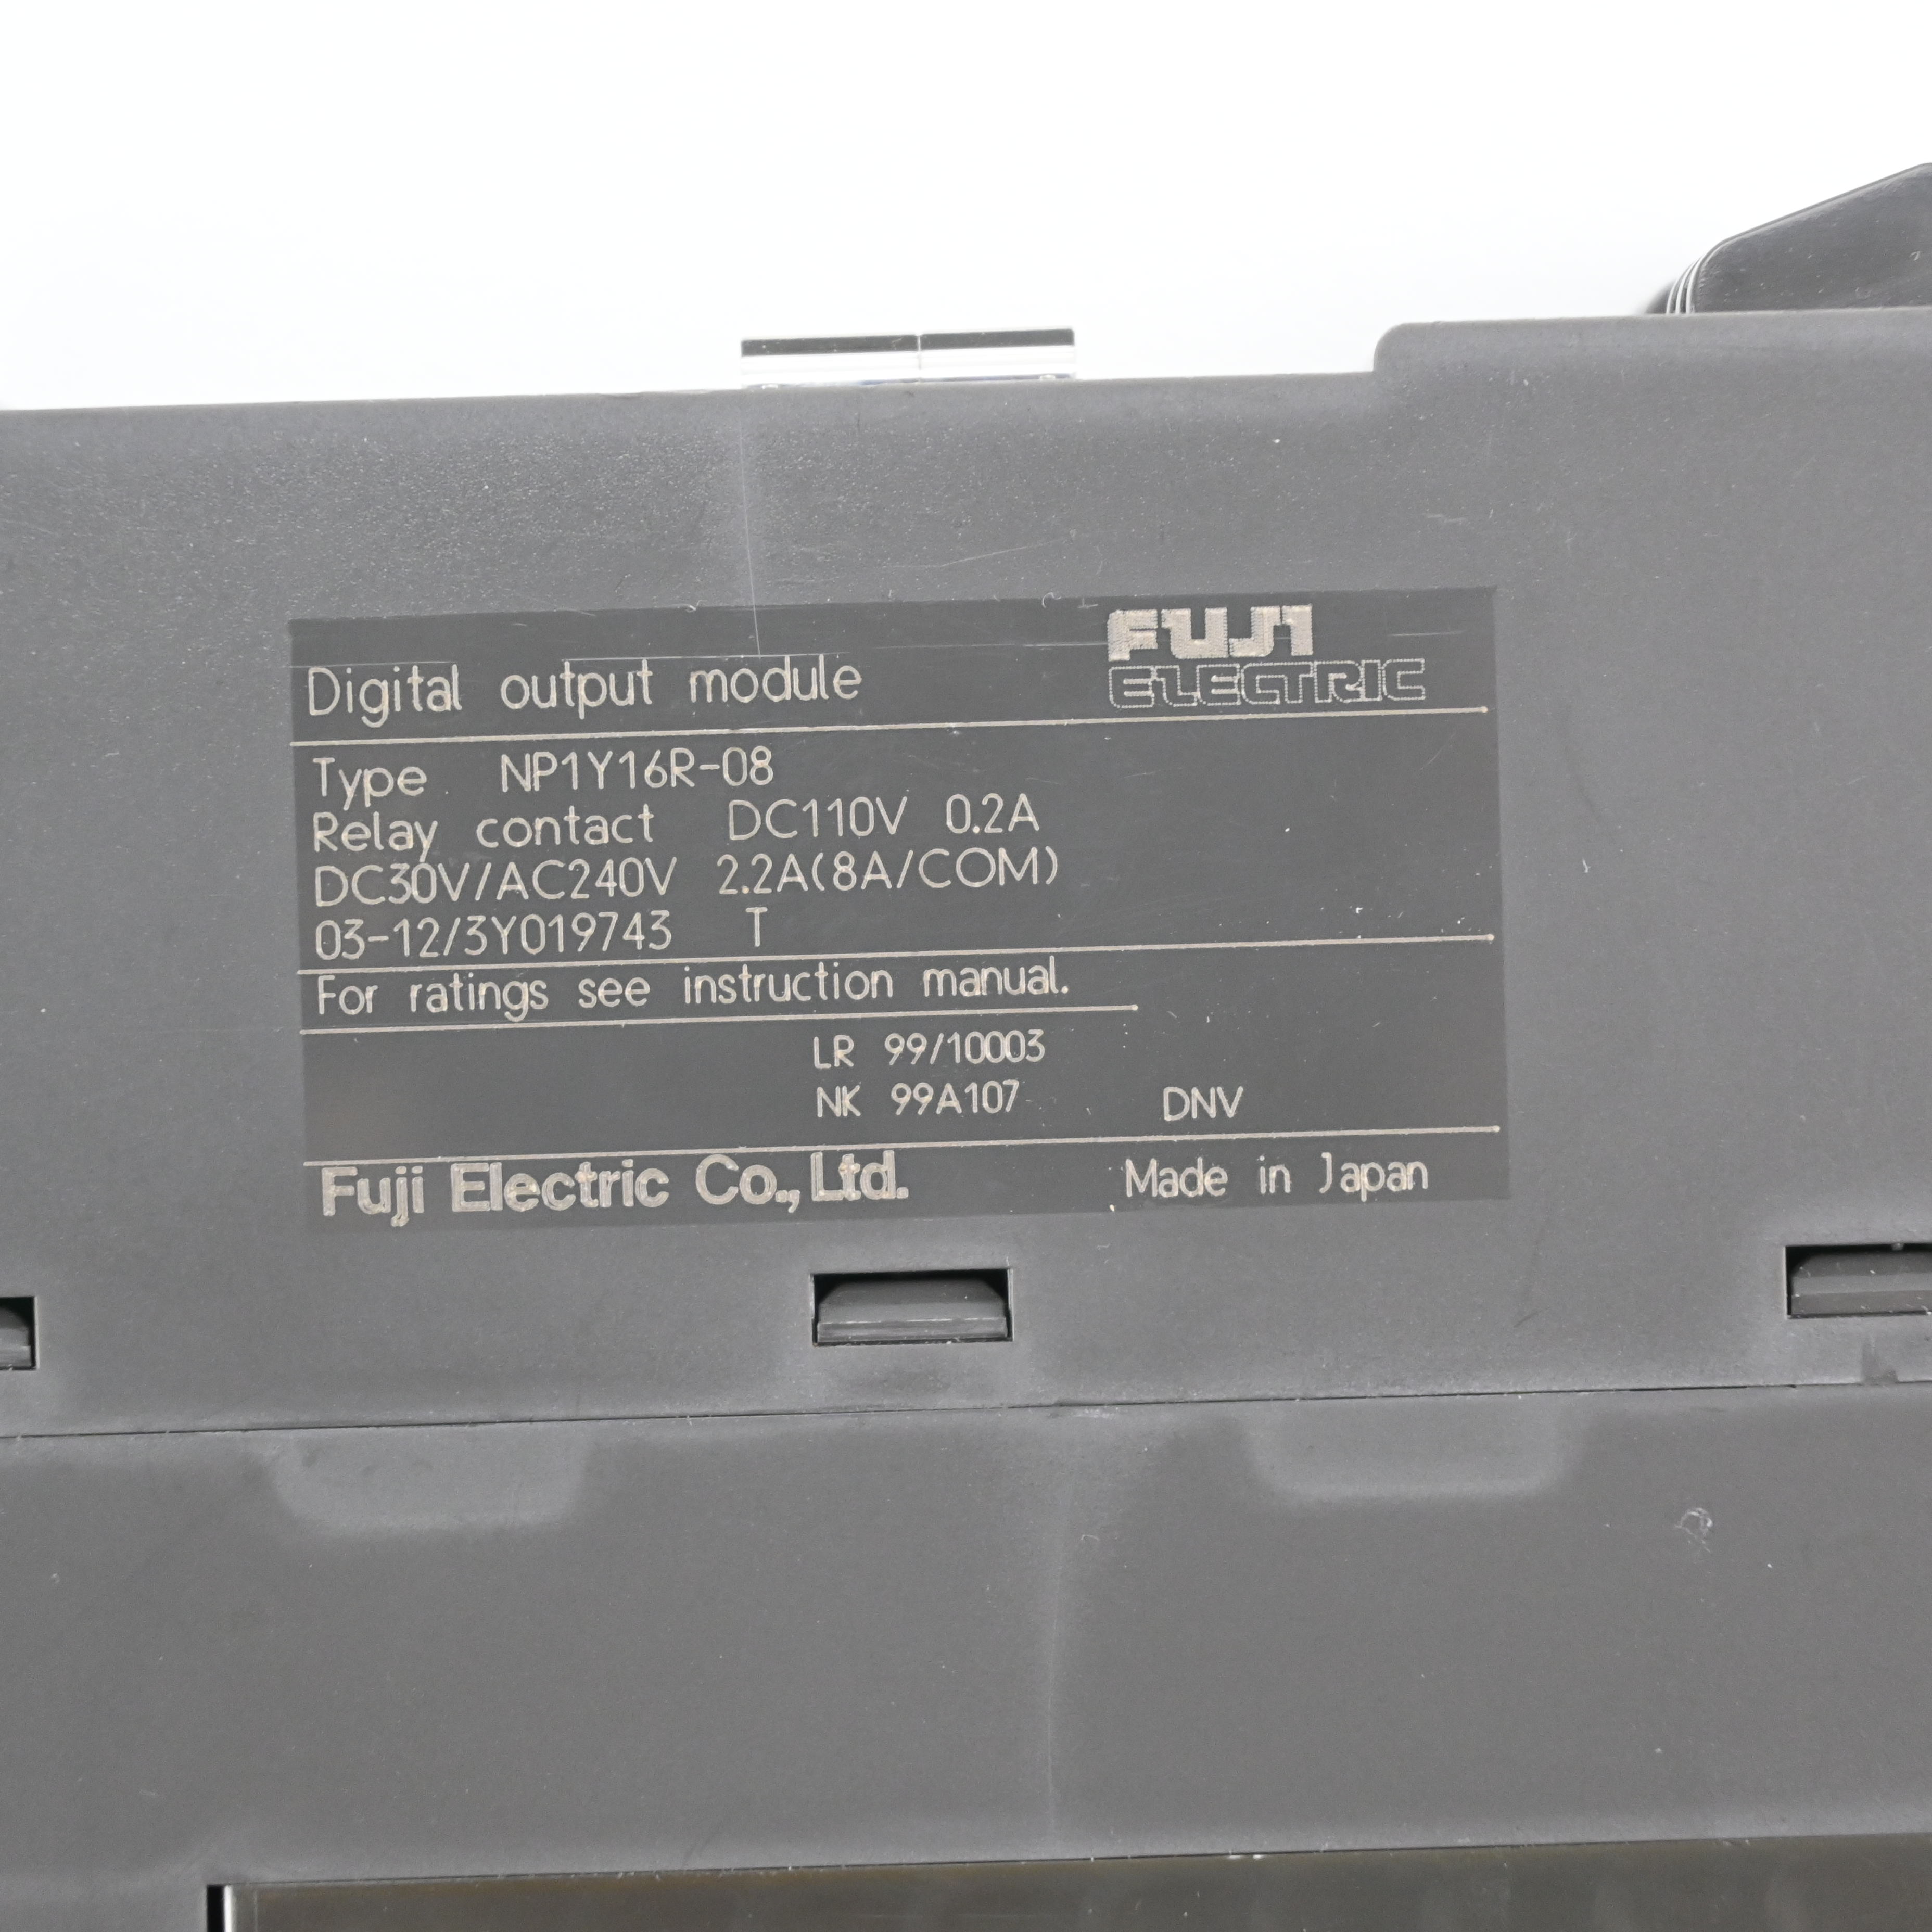 Digital output module
FUJI
ELECTRIC
Type NP1Y16R-08
Relay contact DC110V 0.2A
DC30V/AC240V 2.2A(8A/COM)
03-12/3Y019743 T
For ratings see instruction manual.
LR 99/10003
NK 99A107 DNV
Fuji Electric Co.,Ltd. Made in Japan